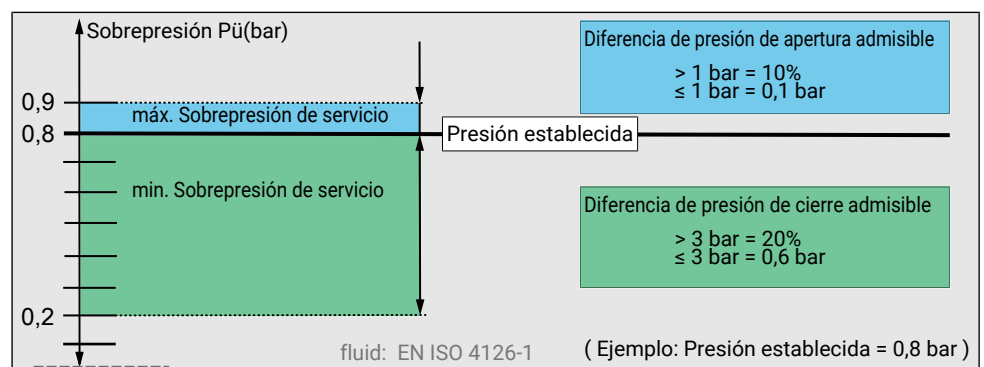 Sobrepresión Pü(bar)
Diferencia de presión de apertura admisible
> 1 bar = 10%
≤ 1 bar = 0,1 bar
0,9
máx. Sobrepresión de servicio
0,8
Presión establecida
min. Sobrepresión de servicio
Diferencia de presión de cierre admisible
> 3 bar = 20%
≤ 3 bar = 0,6 bar
0,2
fluid: EN ISO 4126-1
( Ejemplo: Presión establecida = 0,8 bar )